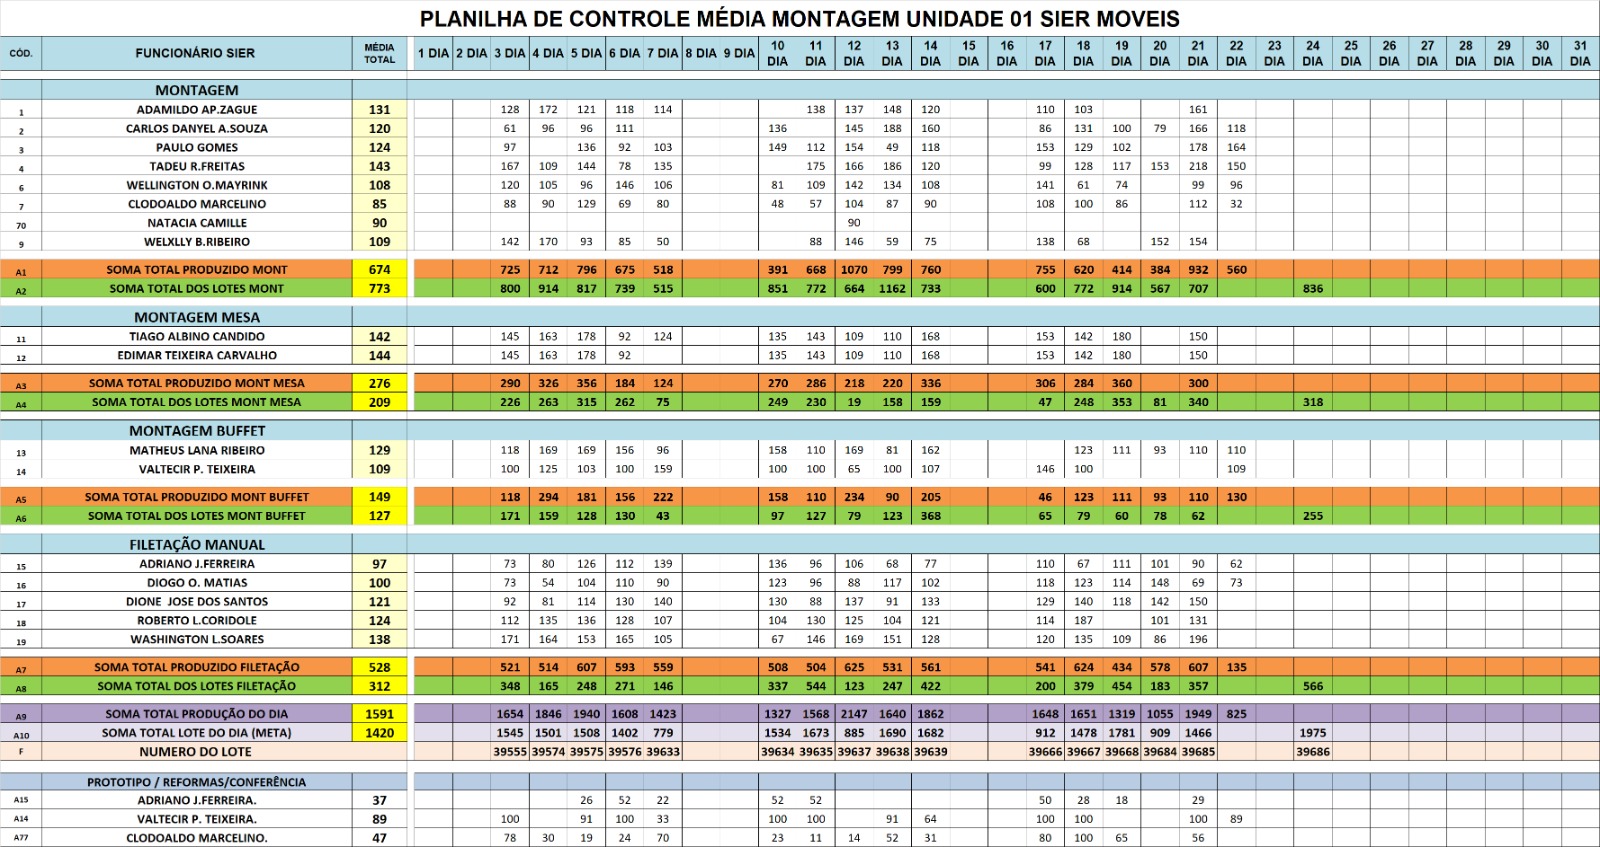 PLANILHA DE CONTROLE MÉDIA MONTAGEM UNIDADE 01 SIER MOVEIS
CÓD. FUNCIONÁRIO SIER MÉDIA TOTAL 1 DIA 2 DIA 3 DIA 4 DIA 5 DIA 6 DIA 7 DIA 8 DIA 9 DIA 10 DIA 11 DIA 12 DIA 13 DIA 14 DIA 15 DIA 16 DIA 17 DIA 18 DIA 19 DIA 20 DIA 21 DIA 22 DIA 23 DIA 24 DIA 25 DIA 26 DIA 27 DIA 28 DIA 29 DIA 30 DIA 31 DIA
MONTAGEM
1 ADAMILDO AP.ZAGUE 131 128 172 121 118 114 138 137 148 120 110 103 161
2 CARLOS DANYEL A.SOUZA 120 61 96 96 111 136 145 188 160 86 131 100 79 166 118
3 PAULO GOMES 124 97 136 92 103 149 112 154 49 118 153 129 102 178 164
4 TADEU R.FREITAS 143 167 109 144 78 135 175 166 186 120 99 128 117 153 218 150
6 WELLINGTON O.MAYRINK 108 120 105 96 146 106 81 109 142 134 108 141 61 74 99 96
7 CLODOALDO MARCELINO 85 88 90 129 69 80 48 57 104 87 90 108 100 86 112 32
70 NATACIA CAMILLE 90 90
9 WELXLLY B.RIBEIRO 109 142 170 93 85 50 88 146 59 75 138 68 152 154
A1 SOMA TOTAL PRODUZIDO MONT 674 725 712 796 675 518 391 668 1070 799 760 755 620 414 384 932 560
A2 SOMA TOTAL DOS LOTES MONT 773 800 914 817 739 515 851 772 664 1162 733 600 772 914 567 707 836
MONTAGEM MESA
11 TIAGO ALBINO CANDIDO 142 145 163 178 92 124 135 143 109 110 168 153 142 180 150
12 EDIMAR TEIXEIRA CARVALHO 144 145 163 178 92 135 143 109 110 168 153 142 180 150
A3 SOMA TOTAL PRODUZIDO MONT MESA 276 290 326 356 184 124 270 286 218 220 336 306 284 360 300
A4 SOMA TOTAL DOS LOTES MONT MESA 209 226 263 315 262 75 249 230 19 158 159 47 248 353 81 340 318
MONTAGEM BUFFET
13 MATHEUS LANA RIBEIRO 129 118 169 169 156 96 158 110 169 81 162 123 111 93 110 110
14 VALTECIR P. TEIXEIRA 109 100 125 103 100 159 100 100 65 100 107 146 100 109
A5 SOMA TOTAL PRODUZIDO MONT BUFFET 149 118 294 181 156 222 158 110 234 90 205 46 123 111 93 110 130
A6 SOMA TOTAL DOS LOTES MONT BUFFET 127 171 159 128 130 43 97 127 79 123 368 65 79 60 78 62 255
FILETAÇÃO MANUAL
15 ADRIANO J.FERREIRA 97 73 80 126 112 139 136 96 106 68 77 110 67 111 101 90 62
16 DIOGO O. MATIAS 100 73 54 104 110 90 123 96 88 117 102 118 123 114 148 69 73
17 DIONE JOSE DOS SANTOS 121 92 81 114 130 140 130 88 137 91 133 129 140 118 142 150
18 ROBERTO L.CORIDOLE 124 112 135 136 128 107 104 130 125 104 121 114 187 101 131
19 WASHINGTON L.SOARES 138 171 164 153 165 105 67 146 169 151 128 120 135 109 86 196
A7 SOMA TOTAL PRODUZIDO FILETAÇÃO 528 521 514 607 593 559 508 504 625 531 561 541 624 434 578 607 135
A8 SOMA TOTAL DOS LOTES FILETAÇÃO 312 348 165 248 271 146 337 544 123 247 422 200 379 454 183 357 566
A9 SOMA TOTAL PRODUÇÃO DO DIA 1591 1654 1846 1940 1608 1423 1327 1568 2147 1640 1862 1648 1651 1319 1055 1949 825
A10 SOMA TOTAL LOTE DO DIA (META) 1420 1545 1501 1508 1402 779 1534 1673 885 1690 1682 912 1478 1781 909 1466 1975
F NUMERO DO LOTE 39555 39574 39575 39576 39633 39634 39635 39637 39638 39639 39666 39667 39668 39684 39685 39686
PROTOTIPO / REFORMAS/CONFERÊNCIA
A15 ADRIANO J.FERREIRA. 37 26 52 22 52 52 50 28 18 29
A14 VALTECIR P. TEIXEIRA. 89 100 91 100 33 100 100 91 64 100 100 100 89
A77 CLODOALDO MARCELINO. 47 78 30 19 24 70 23 11 14 52 31 80 100 65 56